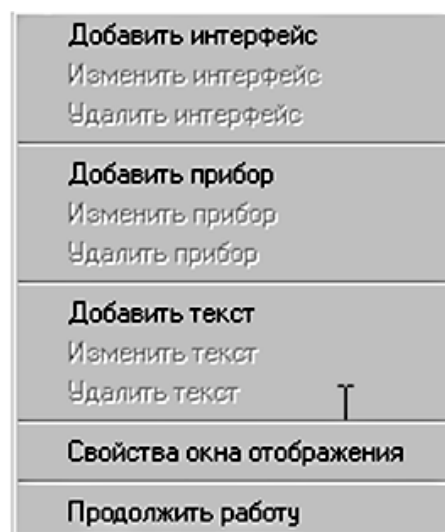 Добавить интерфейс
Изменить интерфейс
Удалить интерфейс
Добавить прибор
Изменить прибор
Удалить прибор
Добавить текст
Изменить текст
Удалить текст
Свойства окна отображения
Продолжить работу